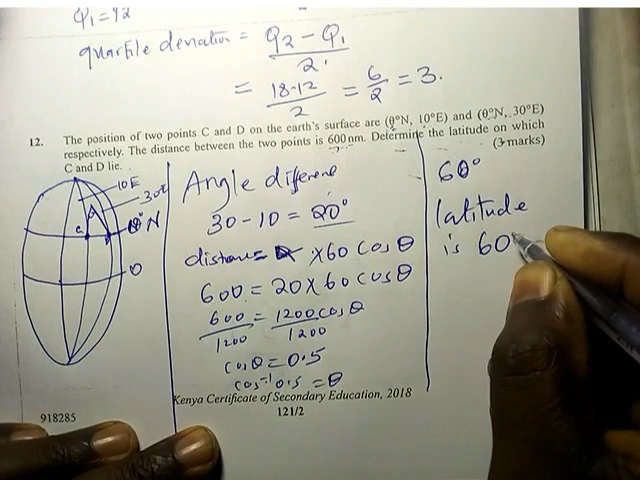 Q1 = 42
quartile deviation = Q2 - Q1 / 2
= 18-12 / 2 = 6/2 = 3.
12. The position of two points C and D on the earth's surface are (θ°N, 10°E) and (θ°N, 30°E)
respectively. The distance between the two points is 600 nm. Determine the latitude on which
C and D lie. (3 marks)
10E
30E
θ°N
C
0
Angle difference
30 - 10 = 20°
distance = α × 60 cos θ
600 = 20 × 60 cos θ
600/1200 = 1200 cos θ/1200
cos θ = 0.5
cos⁻¹ 0.5 = θ
60°
latitude
is 60°
Kenya Certificate of Secondary Education, 2018
918285
121/2